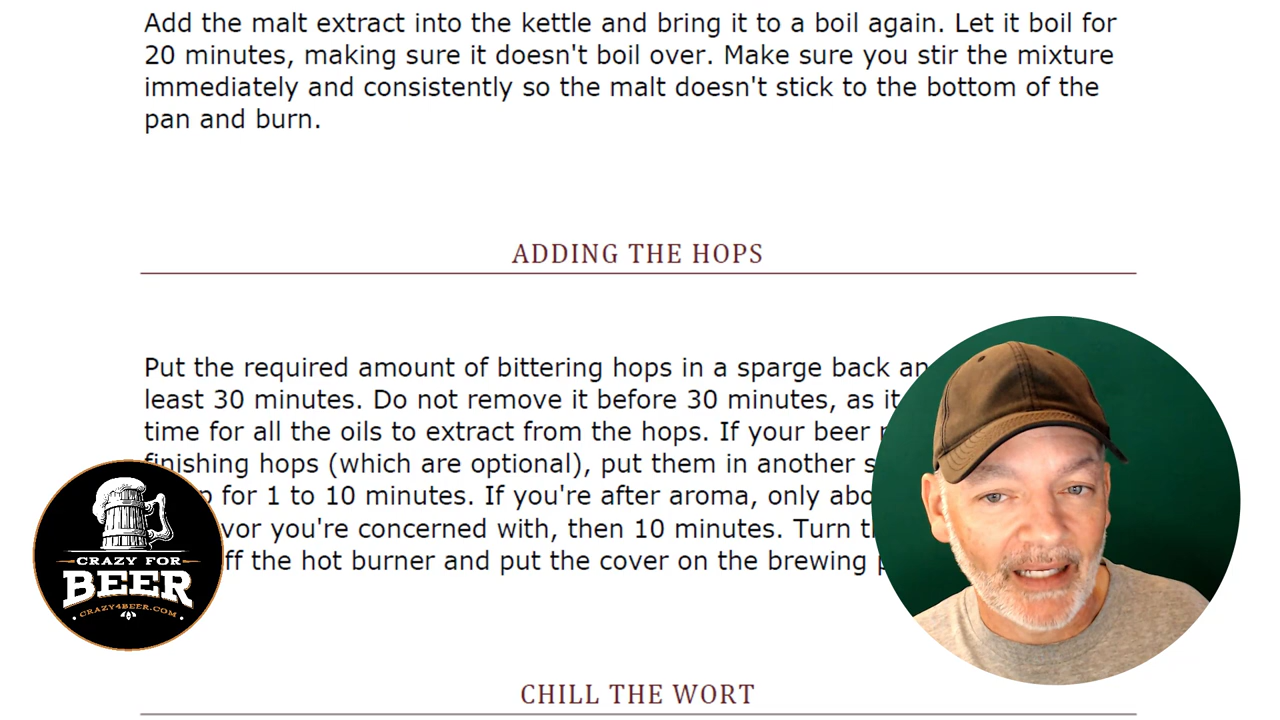 Add the malt extract into the kettle and bring it to a boil again. Let it boil for
20 minutes, making sure it doesn't boil over. Make sure you stir the mixture
immediately and consistently so the malt doesn't stick to the bottom of the
pan and burn.
ADDING THE HOPS
Put the required amount of bittering hops in a sparge back
least 30 minutes. Do not remove it before 30 minutes, as it
time for all the oils to extract from the hops. If your beer
finishing hops (which are optional), put them in another
for 1 to 10 minutes. If you're after aroma, only
you're concerned with, then 10 minutes. Turn
the hot burner and put the cover on the brewing
CRAZY FOR
BEER
CRAZY4BEER.COM
CHILL THE WORT